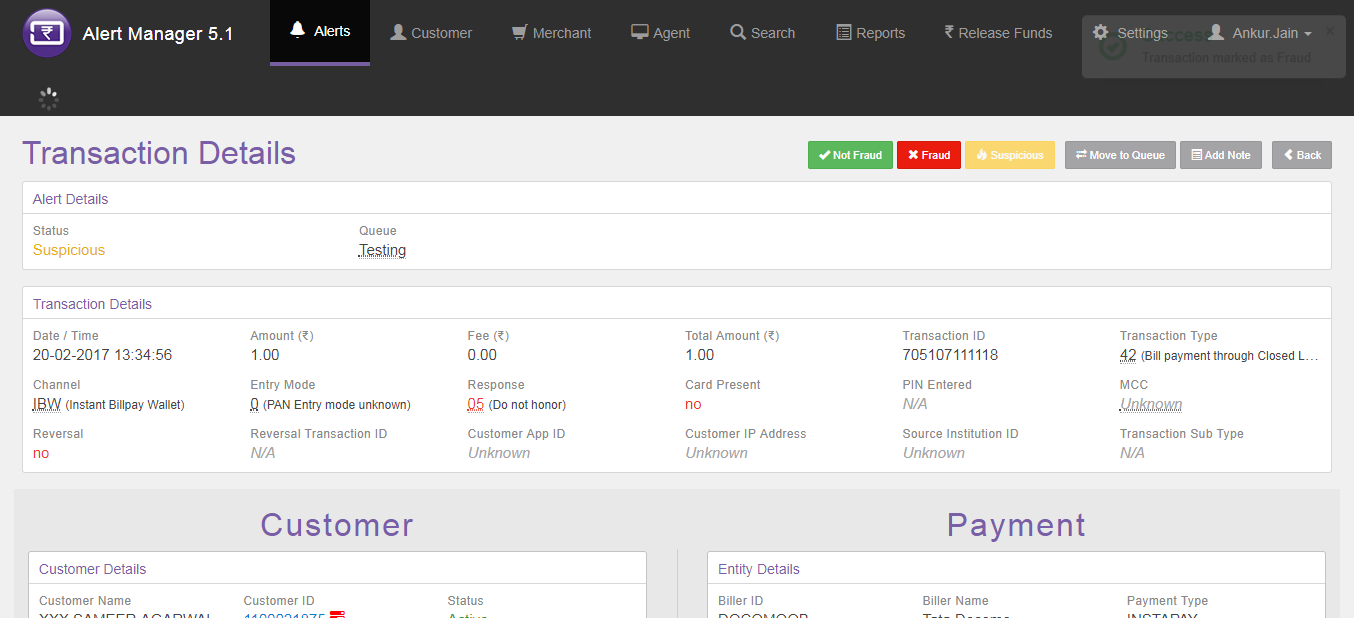 Alert Manager 5.1
Alerts
Customer
Merchant
Agent
Search
Reports
₹ Release Funds
Settings
Ankur.Jain
Transaction marked as Fraud
Transaction Details
Not Fraud
Fraud
Suspicious
Move to Queue
Add Note
Back
Alert Details
Status Queue
Suspicious Testing
Transaction Details
Date / Time Amount (₹) Fee (₹) Total Amount (₹) Transaction ID Transaction Type
20-02-2017 13:34:56 1.00 0.00 1.00 705107111118 42 (Bill payment through Closed L…
Channel Entry Mode Response Card Present PIN Entered MCC
IBW (Instant Billpay Wallet) 0 (PAN Entry mode unknown) 05 (Do not honor) no N/A Unknown
Reversal Reversal Transaction ID Customer App ID Customer IP Address Source Institution ID Transaction Sub Type
no N/A Unknown Unknown Unknown N/A
Customer Payment
Customer Details Entity Details
Customer Name Customer ID Status Biller ID Biller Name Payment Type
XXX SAMEER AGARWAL Active Tata Docomo INSTAPAY